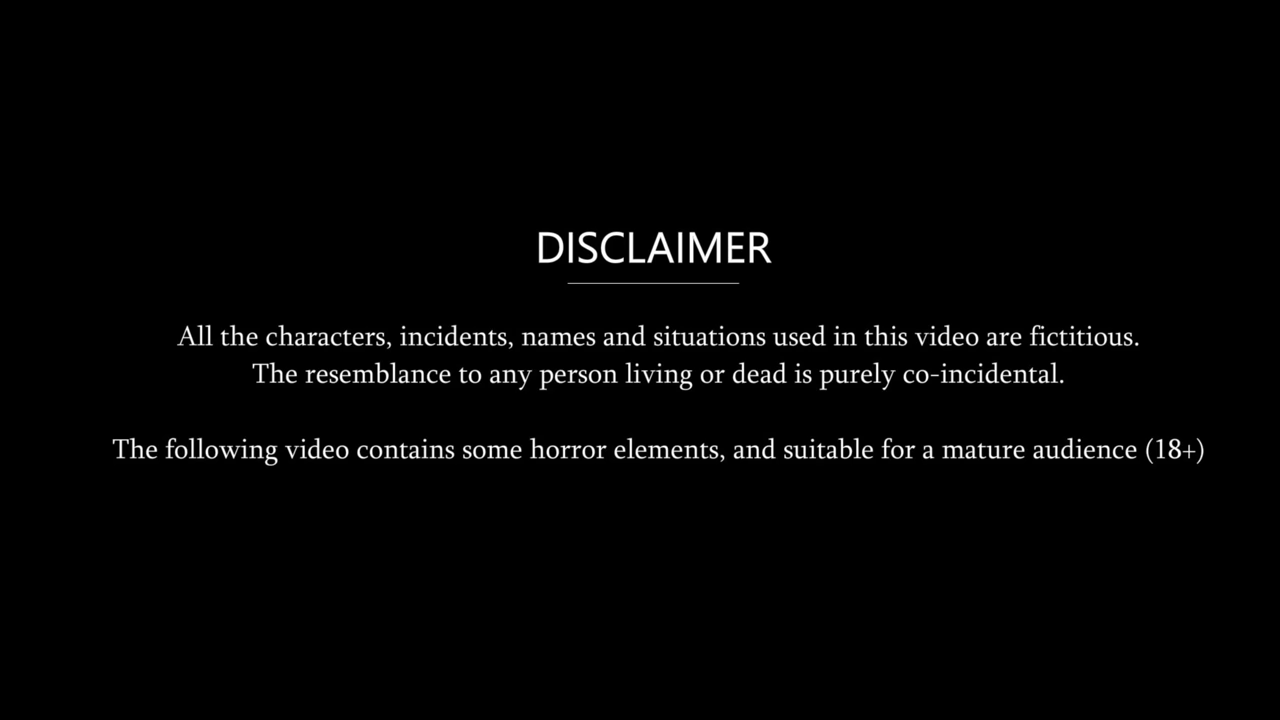 DISCLAIMER
All the characters, incidents, names and situations used in this video are fictitious.
The resemblance to any person living or dead is purely co-incidental.
The following video contains some horror elements, and suitable for a mature audience (18+)